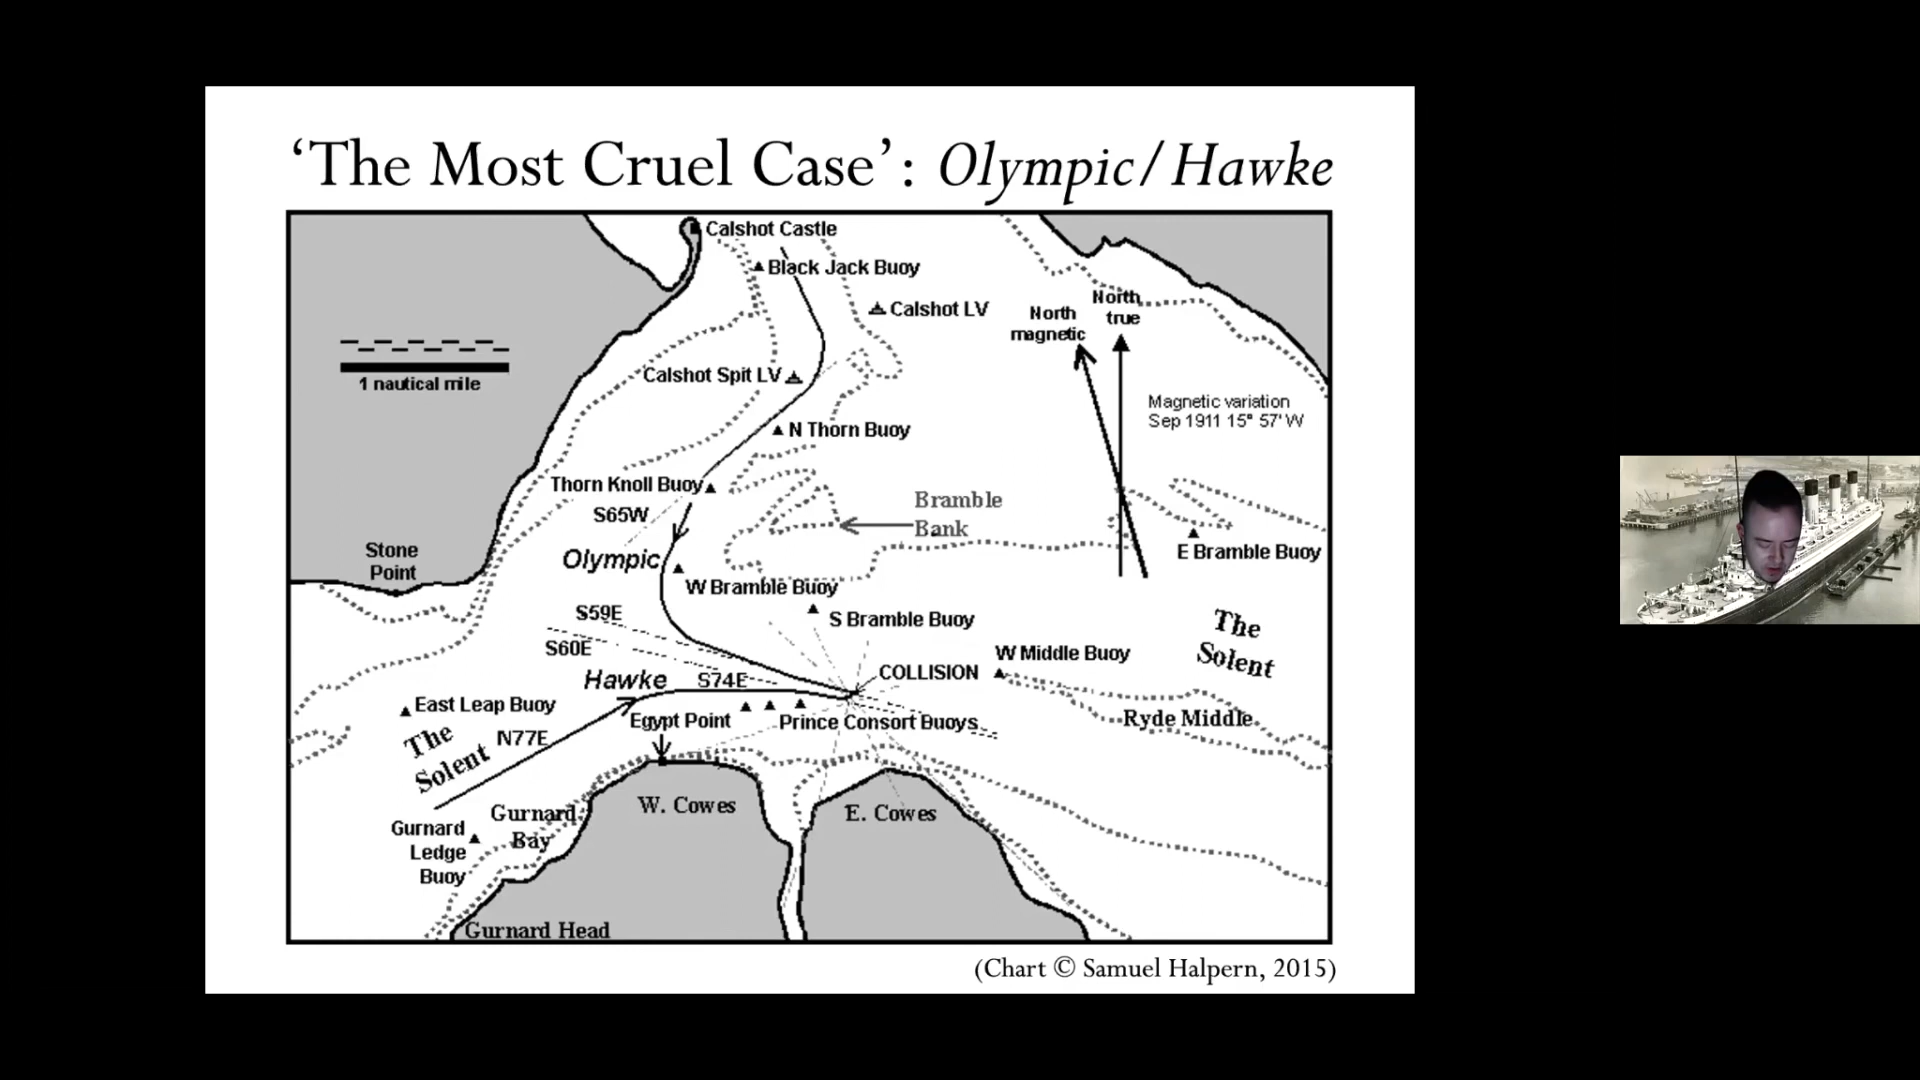 ‘The Most Cruel Case’: Olympic/Hawke
Calshot Castle
Black Jack Buoy
Calshot LV
North
true
North
magnetic
1 nautical mile
Calshot Spit LV
Magnetic variation
Sep 1911 15° 57' W
N Thorn Buoy
Thorn Knoll Buoy
S65W
Bramble
Bank
Stone
Point
Olympic
E Bramble Buoy
W Bramble Buoy
S59E
S Bramble Buoy
The
Solent
S60E
W Middle Buoy
Hawke
S74E
COLLISION
East Leap Buoy
Egypt Point
Prince Consort Buoys
Ryde Middle
The
Solent
N77E
W. Cowes
E. Cowes
Gurnard
Bay
Gurnard
Ledge
Buoy
Gurnard Head
(Chart © Samuel Halpern, 2015)